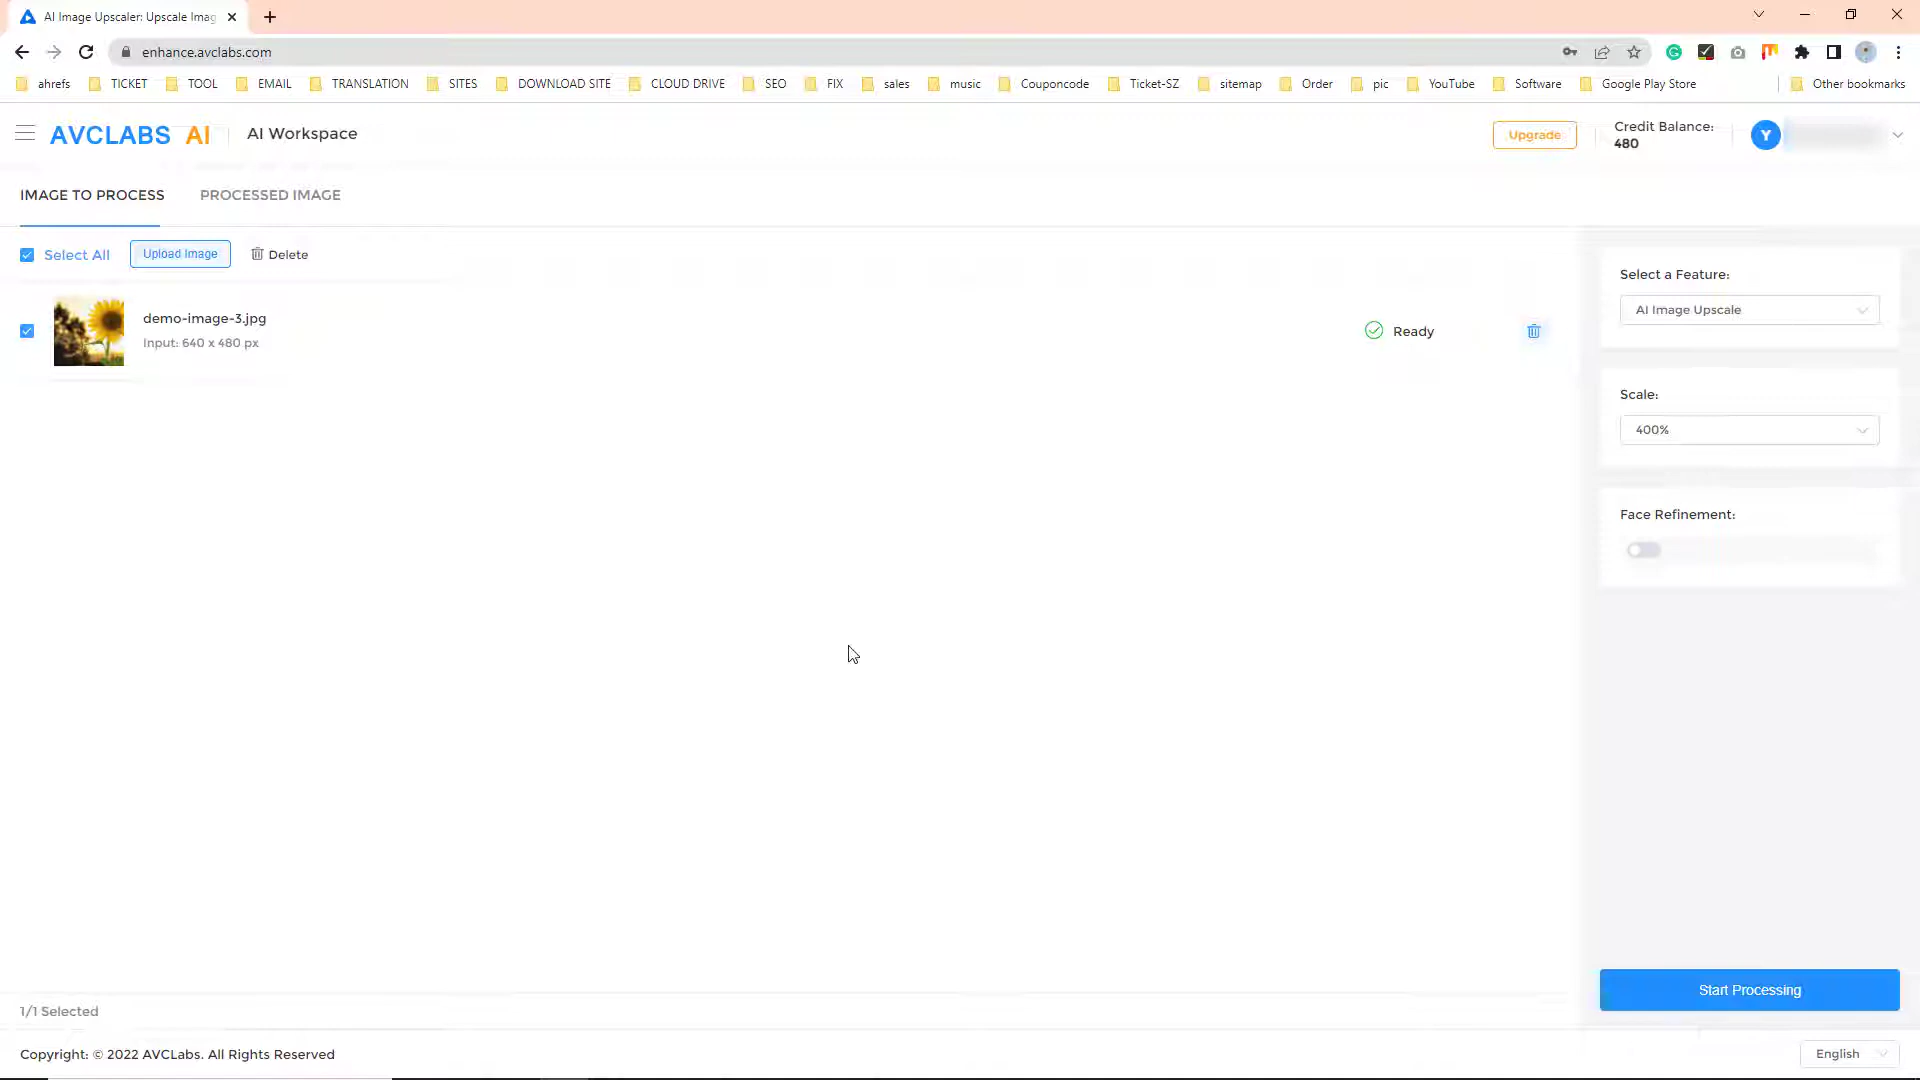 AI Image Upscaler: Upscale Imag
enhance.avclabs.com
ahrefs TICKET TOOL EMAIL TRANSLATION SITES DOWNLOAD SITE CLOUD DRIVE SEO FIX sales music Couponcode Ticket-SZ sitemap Order pic YouTube Software Google Play Store Other bookmarks
AVCLABS AI AI Workspace Upgrade Credit Balance: Y
480
IMAGE TO PROCESS PROCESSED IMAGE
Select All Upload Image Delete
Select a Feature:
AI Image Upscale
demo-image-3.jpg
Input: 640 x 480 px
Ready
Scale:
400%
Face Refinement:
Start Processing
1/1 Selected
Copyright: © 2022 AVCLabs. All Rights Reserved English